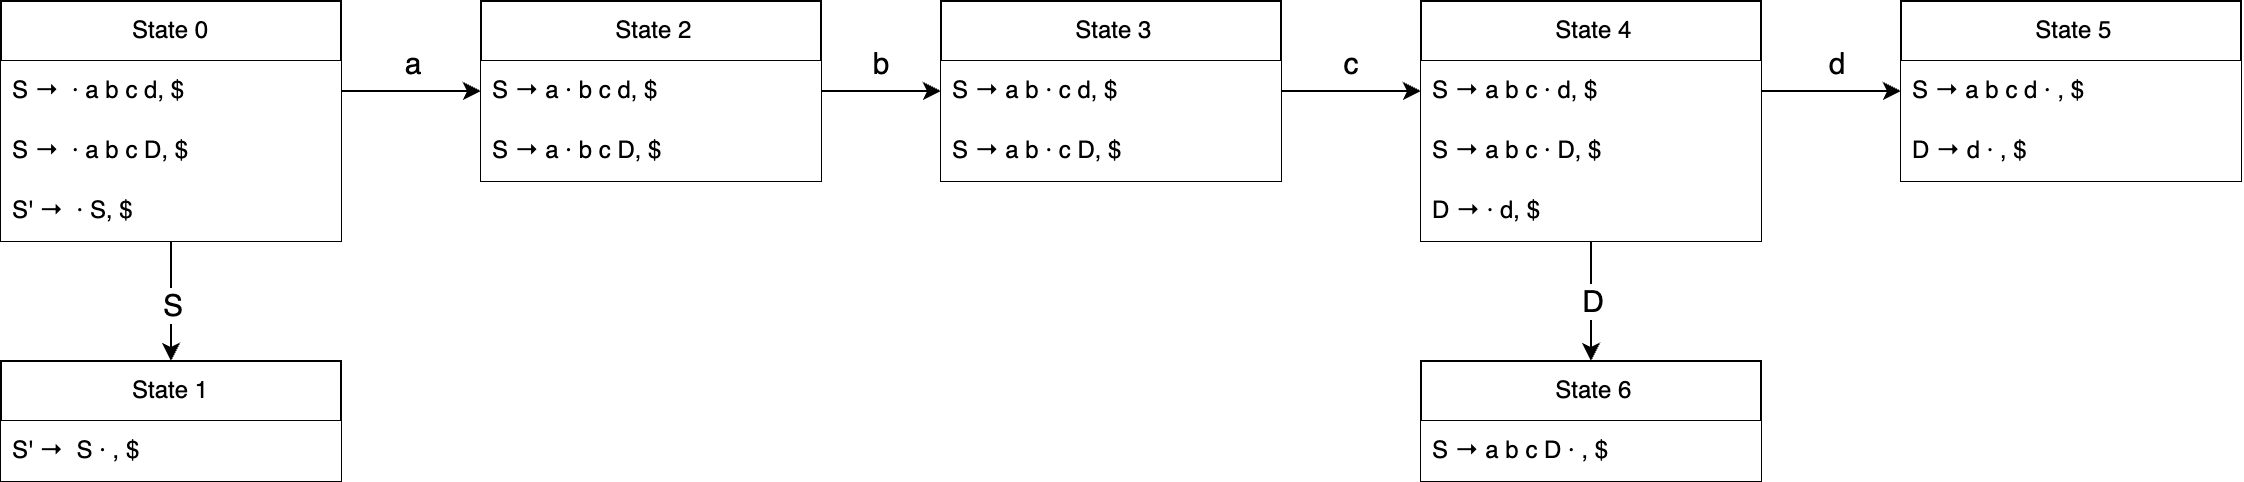 State 0
S → · a b c d, $
S → · a b c D, $
S' → · S, $
a
State 2
S → a · b c d, $
S → a · b c D, $
b
State 3
S → a b · c d, $
S → a b · c D, $
c
State 4
S → a b c · d, $
S → a b c · D, $
D → · d, $
d
State 5
S → a b c d · , $
D → d · , $
S
State 1
S' → S · , $
D
State 6
S → a b c D · , $